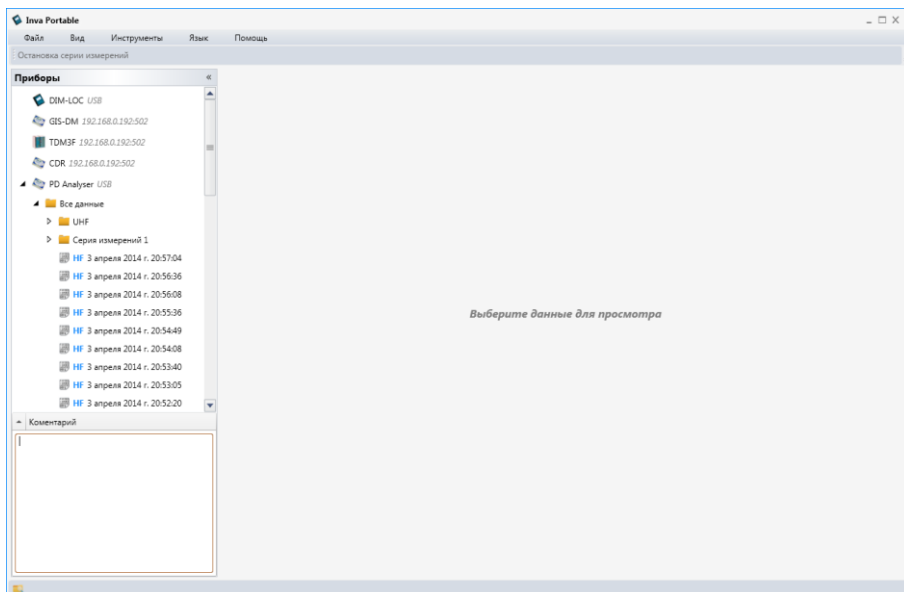 Inva Portable
Файл Вид Инструменты Язык Помощь
Остановка серии измерений
Приборы «
DIM-LOC USB
GIS-DM 192.168.0.192:502
TDM3F 192.168.0.192:502
CDR 192.168.0.192:502
PD Analyser USB
Все данные
UHF
Серия измерений 1
HF 3 апреля 2014 г. 20:57:04
HF 3 апреля 2014 г. 20:56:36
HF 3 апреля 2014 г. 20:56:08
HF 3 апреля 2014 г. 20:55:36
HF 3 апреля 2014 г. 20:54:49
HF 3 апреля 2014 г. 20:54:08
HF 3 апреля 2014 г. 20:53:40
HF 3 апреля 2014 г. 20:53:05
HF 3 апреля 2014 г. 20:52:20
Коментарий
Выберите данные для просмотра